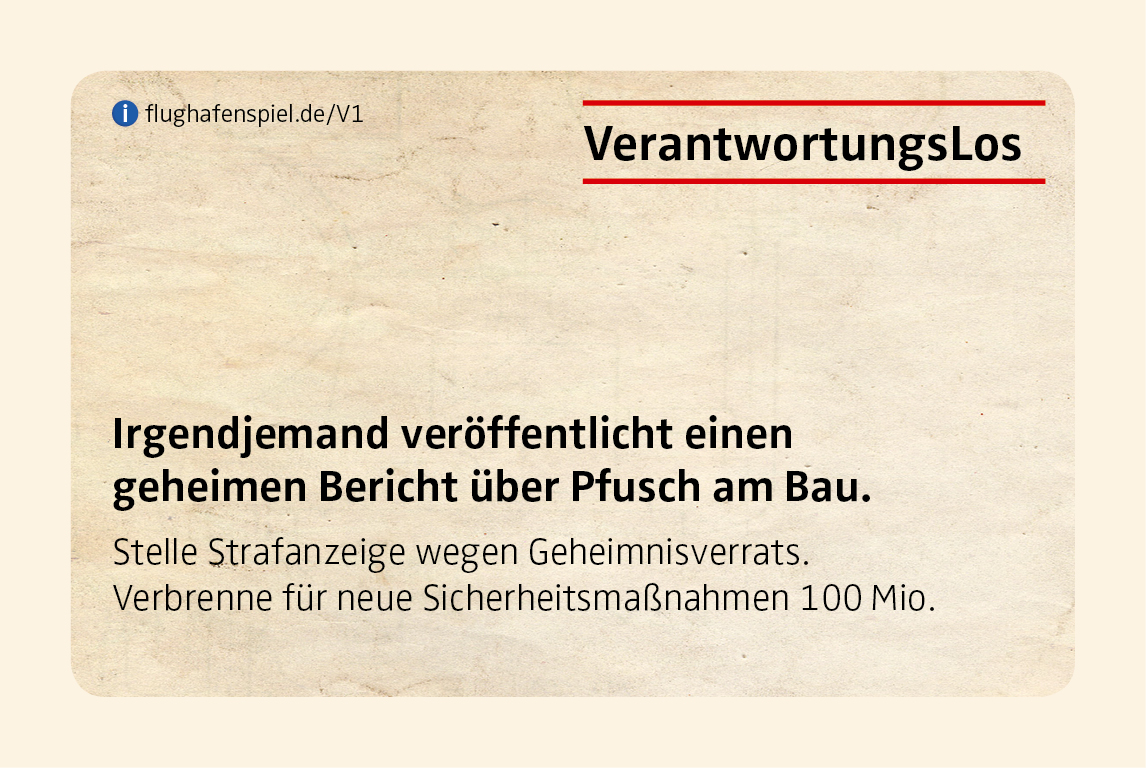 i flughafenspiel.de/V1
VerantwortungsLos
Irgendjemand veröffentlicht einen
geheimen Bericht über Pfusch am Bau.
Stelle Strafanzeige wegen Geheimnisverrats.
Verbrenne für neue Sicherheitsmaßnahmen 100 Mio.